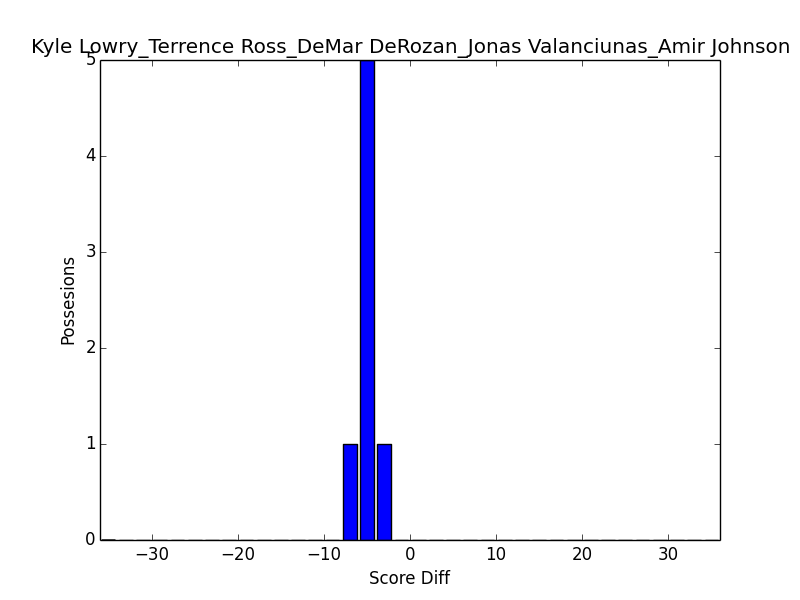 Kyle Lowry_Terrence Ross_DeMar DeRozan_Jonas Valanciunas_Amir Johnson
5
4
3
2
1
0
Possesions
−30 −20 −10 0 10 20 30
Score Diff